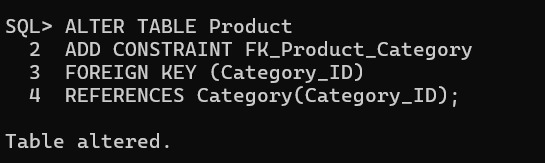 SQL> ALTER TABLE Product
2 ADD CONSTRAINT FK_Product_Category
3 FOREIGN KEY (Category_ID)
4 REFERENCES Category(Category_ID);
Table altered.